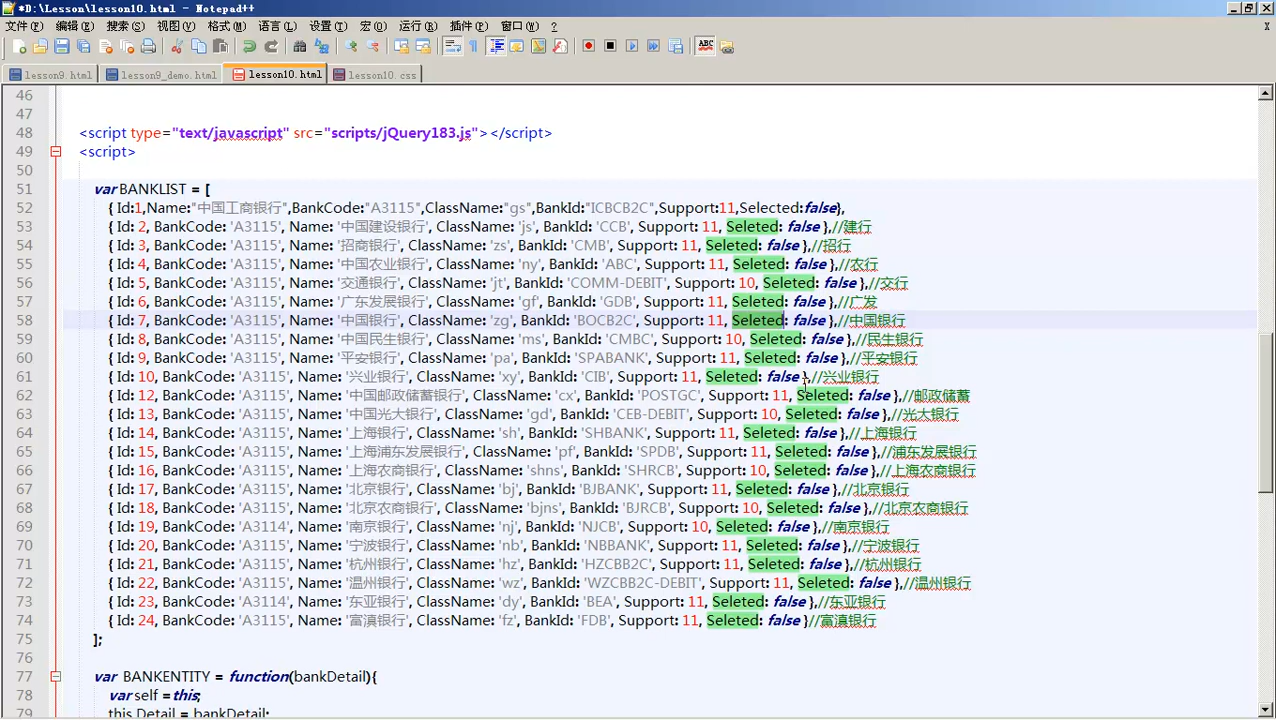 *D:\Lesson\lesson10.html - Notepad++
文件(F) 编辑(E) 搜索(S) 视图(V) 格式(M) 语言(L) 设置(T) 宏(O) 运行(R) 插件(P) 窗口(W) ? X
lesson9.html lesson9_demo.html lesson10.html lesson10.css
46
47
48 <script type="text/javascript" src="scripts/jQuery183.js"></script>
49 <script>
50
51 var BANKLIST = [
52 { Id:1,Name:"中国工商银行",BankCode:"A3115",ClassName:"gs",BankId:"ICBCB2C",Support:11,Selected:false},
53 { Id: 2, BankCode: 'A3115', Name: '中国建设银行', ClassName: 'js', BankId: 'CCB', Support: 11, Seleted: false },//建行
54 { Id: 3, BankCode: 'A3115', Name: '招商银行', ClassName: 'zs', BankId: 'CMB', Support: 11, Seleted: false },//招行
55 { Id: 4, BankCode: 'A3115', Name: '中国农业银行', ClassName: 'ny', BankId: 'ABC', Support: 11, Seleted: false },//农行
56 { Id: 5, BankCode: 'A3115', Name: '交通银行', ClassName: 'jt', BankId: 'COMM-DEBIT', Support: 10, Seleted: false },//交行
57 { Id: 6, BankCode: 'A3115', Name: '广东发展银行', ClassName: 'gf', BankId: 'GDB', Support: 11, Seleted: false },//广发
58 { Id: 7, BankCode: 'A3115', Name: '中国银行', ClassName: 'zg', BankId: 'BOCB2C', Support: 11, Seleted: false },//中国银行
59 { Id: 8, BankCode: 'A3115', Name: '中国民生银行', ClassName: 'ms', BankId: 'CMBC', Support: 10, Seleted: false },//民生银行
60 { Id: 9, BankCode: 'A3115', Name: '平安银行', ClassName: 'pa', BankId: 'SPABANK', Support: 11, Seleted: false },//平安银行
61 { Id: 10, BankCode: 'A3115', Name: '兴业银行', ClassName: 'xy', BankId: 'CIB', Support: 11, Seleted: false },//兴业银行
62 { Id: 12, BankCode: 'A3115', Name: '中国邮政储蓄银行', ClassName: 'cx', BankId: 'POSTGC', Support: 11, Seleted: false },//邮政储蓄
63 { Id: 13, BankCode: 'A3115', Name: '中国光大银行', ClassName: 'gd', BankId: 'CEB-DEBIT', Support: 10, Seleted: false },//光大银行
64 { Id: 14, BankCode: 'A3115', Name: '上海银行', ClassName: 'sh', BankId: 'SHBANK', Support: 11, Seleted: false },//上海银行
65 { Id: 15, BankCode: 'A3115', Name: '上海浦东发展银行', ClassName: 'pf', BankId: 'SPDB', Support: 11, Seleted: false },//浦东发展银行
66 { Id: 16, BankCode: 'A3115', Name: '上海农商银行', ClassName: 'shns', BankId: 'SHRCB', Support: 10, Seleted: false },//上海农商银行
67 { Id: 17, BankCode: 'A3115', Name: '北京银行', ClassName: 'bj', BankId: 'BJBANK', Support: 11, Seleted: false },//北京银行
68 { Id: 18, BankCode: 'A3115', Name: '北京农商银行', ClassName: 'bjns', BankId: 'BJRCB', Support: 10, Seleted: false },//北京农商银行
69 { Id: 19, BankCode: 'A3114', Name: '南京银行', ClassName: 'nj', BankId: 'NJCB', Support: 10, Seleted: false },//南京银行
70 { Id: 20, BankCode: 'A3115', Name: '宁波银行', ClassName: 'nb', BankId: 'NBBANK', Support: 11, Seleted: false },//宁波银行
71 { Id: 21, BankCode: 'A3115', Name: '杭州银行', ClassName: 'hz', BankId: 'HZCBB2C', Support: 11, Seleted: false },//杭州银行
72 { Id: 22, BankCode: 'A3115', Name: '温州银行', ClassName: 'wz', BankId: 'WZCBB2C-DEBIT', Support: 11, Seleted: false },//温州银行
73 { Id: 23, BankCode: 'A3114', Name: '东亚银行', ClassName: 'dy', BankId: 'BEA', Support: 11, Seleted: false },//东亚银行
74 { Id: 24, BankCode: 'A3115', Name: '富滇银行', ClassName: 'fz', BankId: 'FDB', Support: 11, Seleted: false }//富滇银行
75 ];
76
77 var BANKENTITY = function(bankDetail){
78 var self =this;
79 this.Detail = bankDetail;